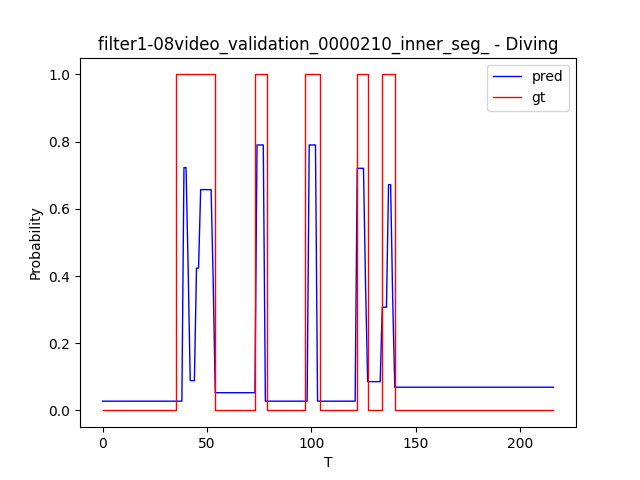 filter1-08video_validation_0000210_inner_seg_ - Diving
pred
gt
1.0
0.8
0.6
0.4
0.2
0.0
Probability
0
50
100
150
200
T